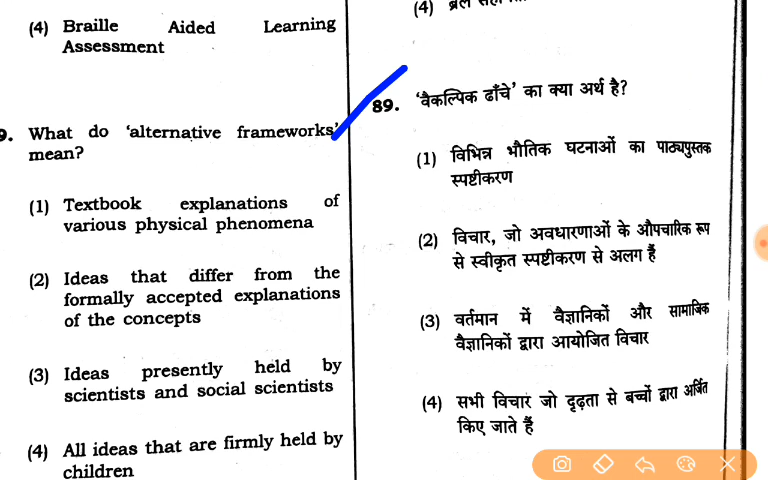 (4) Braille Aided Learning
Assessment
9. What do 'alternative frameworks'
mean?
(1) Textbook explanations of
various physical phenomena
(2) Ideas that differ from the
formally accepted explanations
of the concepts
(3) Ideas presently held by
scientists and social scientists
(4) All ideas that are firmly held by
children
(4)
89. 'वैकल्पिक ढाँचे' का क्या अर्थ है?
(1) विभिन्न भौतिक घटनाओं का पाठ्यपुस्तक
स्पष्टीकरण
(2) विचार, जो अवधारणाओं के औपचारिक रूप
से स्वीकृत स्पष्टीकरण से अलग हैं
(3) वर्तमान में वैज्ञानिकों और सामाजिक
वैज्ञानिकों द्वारा आयोजित विचार
(4) सभी विचार जो दृढ़ता से बच्चों द्वारा अर्जित
किए जाते हैं